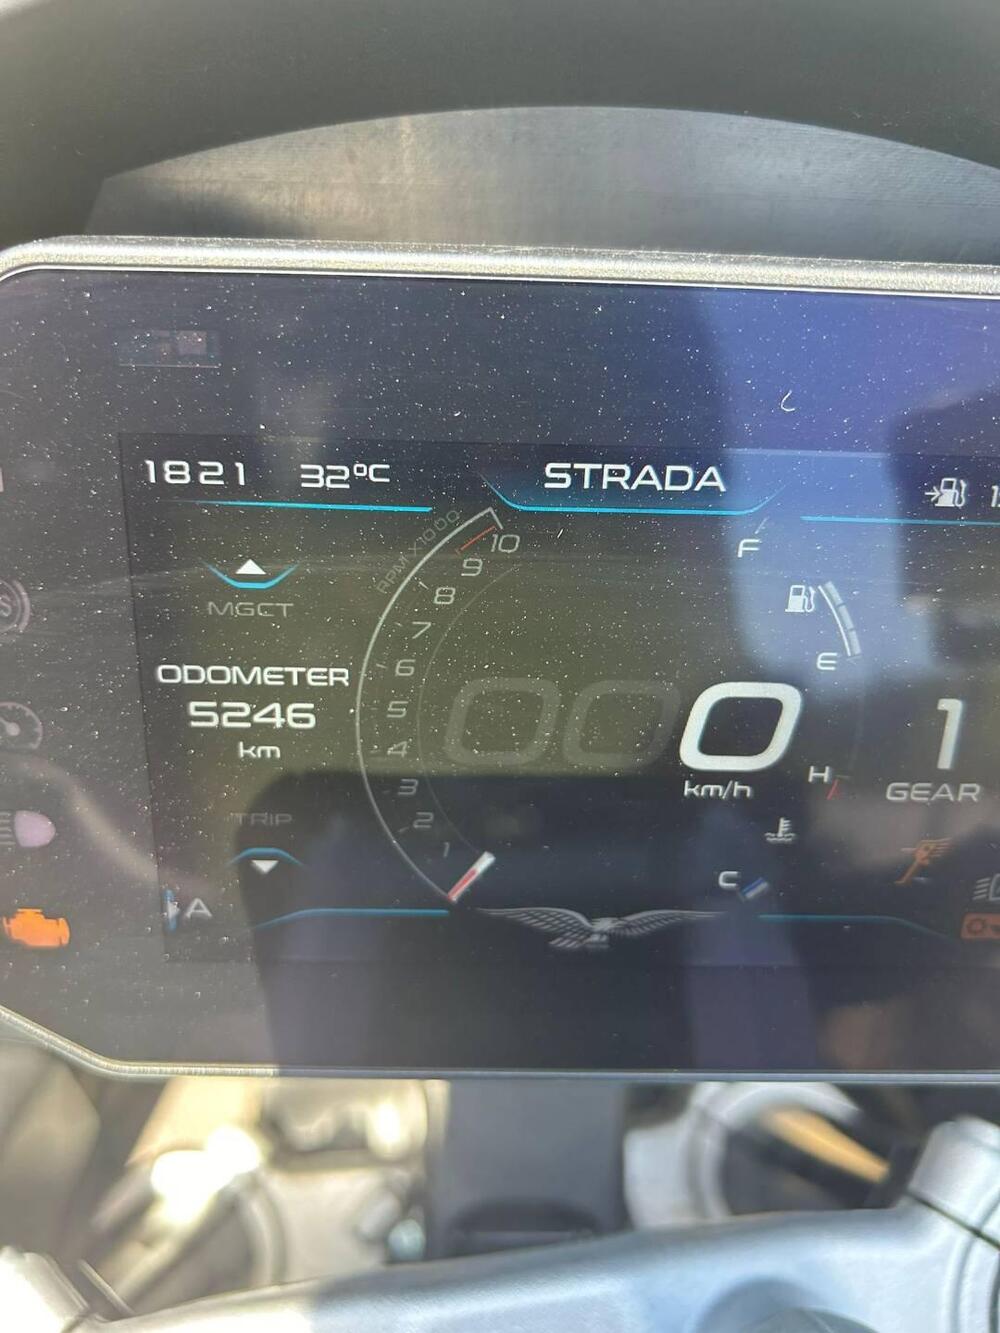 1821 32°C STRADA
RPM x1000
10
9
8
7
6
5
4
3
2
1
MGCT
ODOMETER
5246
km
TRIP
A
F
E
0
km/h
H
C
1
GEAR